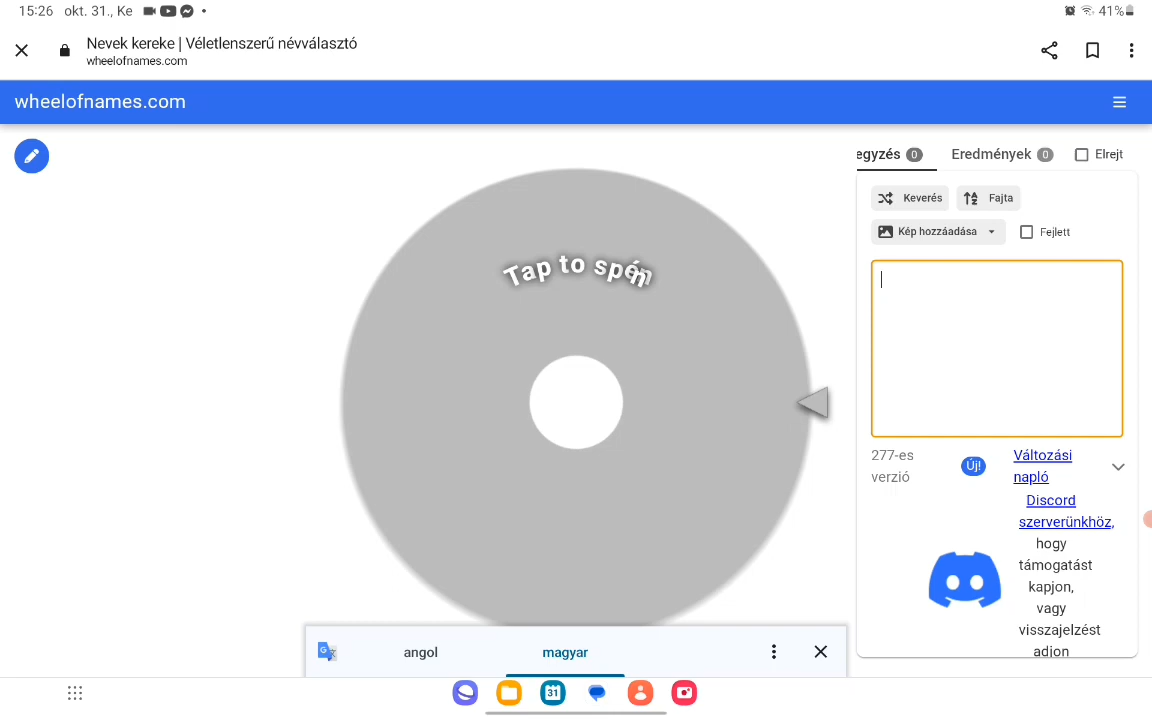 15:26 okt. 31., Ke 41%
Nevek kereke | Véletlenszerű névválasztó
wheelofnames.com
wheelofnames.com
egyzés 0 Eredmények 0 Elrejt
Keverés Fajta
Kép hozzáadása Fejlett
Tap to
277-es
verzió
Új!
Változási
napló
Discord
szerverünkhöz,
hogy
támogatást
kapjon,
vagy
visszajelzést
adjon
angol magyar
31